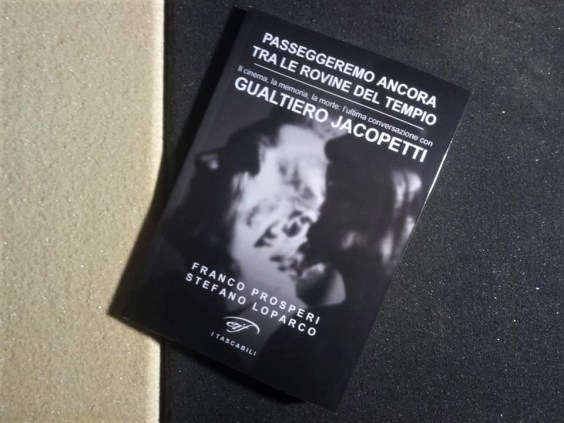 PASSEGGEREMO ANCORA
TRA LE ROVINE DEL TEMPIO
Il cinema, la memoria, la morte: l'ultima conversazione con
GUALTIERO JACOPETTI
FRANCO PROSPERI
STEFANO LOPARCO
I TASCABILI